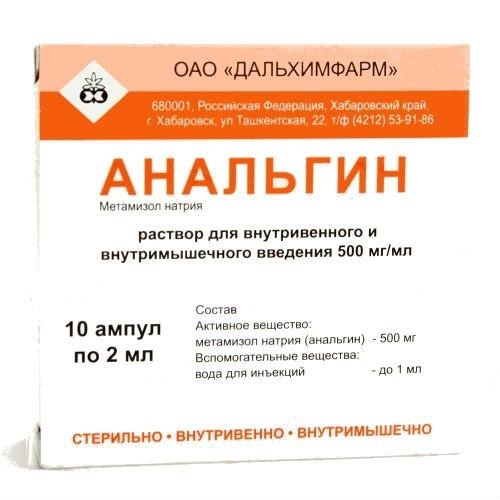 ОАО «ДАЛЬХИМФАРМ»
680001, Российская Федерация, Хабаровский край,
г. Хабаровск, ул Ташкентская, 22, т/ф (4212) 53-91-86
АНАЛЬГИН
Метамизол натрия
раствор для внутривенного и
внутримышечного введения 500 мг/мл
10 ампул
по 2 мл
Состав
Активное вещество:
метамизол натрия (анальгин) - 500 мг
Вспомогательные вещества:
вода для инъекций - до 1 мл
СТЕРИЛЬНО • ВНУТРИВЕННО • ВНУТРИМЫШЕЧНО